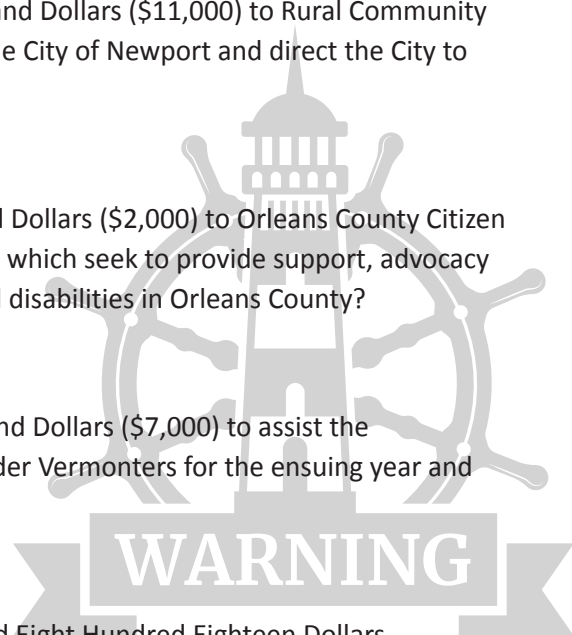 nd Dollars ($11,000) to Rural Community
e City of Newport and direct the City to
Dollars ($2,000) to Orleans County Citizen
which seek to provide support, advocacy
disabilities in Orleans County?
nd Dollars ($7,000) to assist the
der Vermonters for the ensuing year and
WARNING
d Eight Hundred Eighteen Dollars